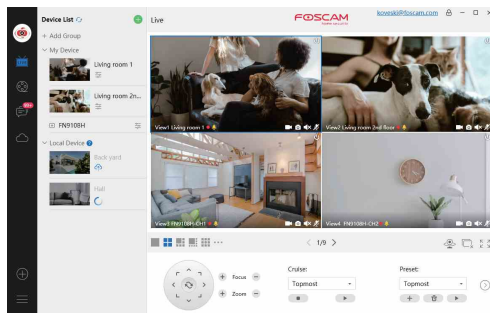 Device List
Live
FOSCAM
koveski@foscam.com
+ Add Group
My Device
Living room 1
Living room 2n...
99+
FN9108H
Local Device
Back yard
Hall
View1 Living room 1
View2 Living room 2nd floor
View3 FN9108H-CH1
View4 FN9108H-CH2
1/9
Focus
Zoom
Cruise:
Topmost
Preset:
Topmost